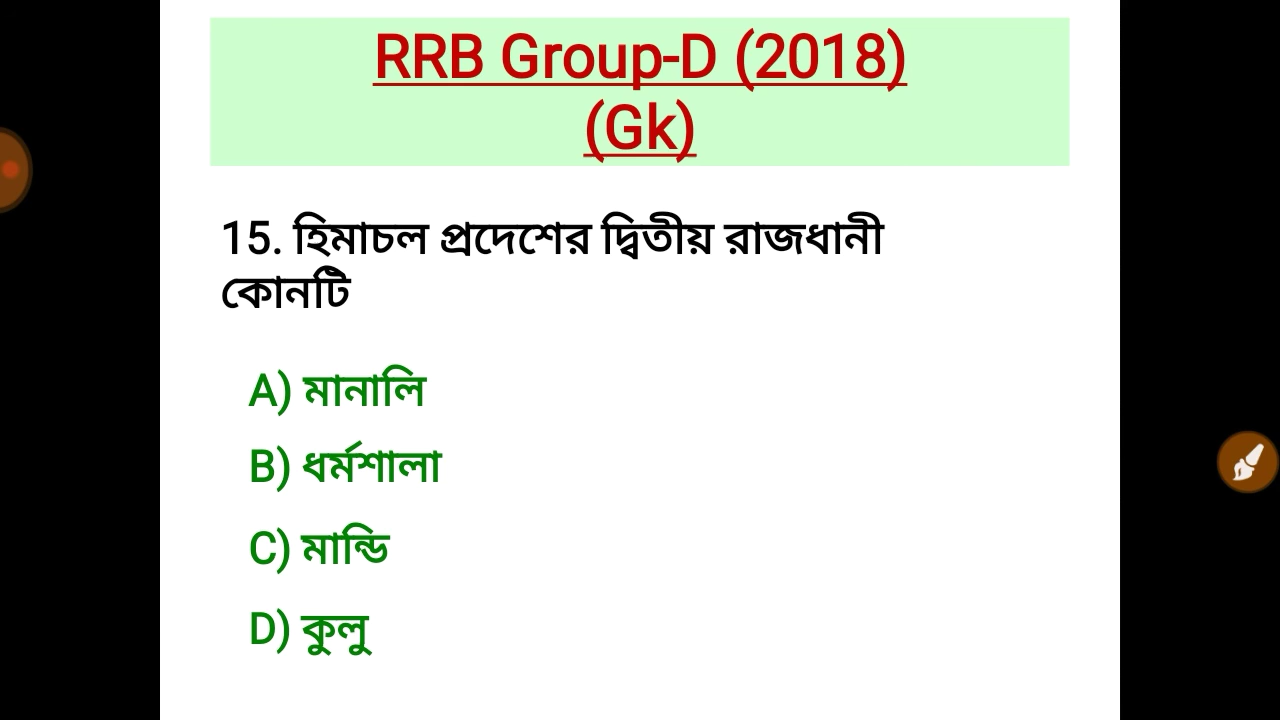 RRB Group-D (2018)
(Gk)
15. হিমাচল প্রদেশের দ্বিতীয় রাজধানী
কোনটি
A) মানালি
B) ধর্মশালা
C) মান্ডি
D) কুলু